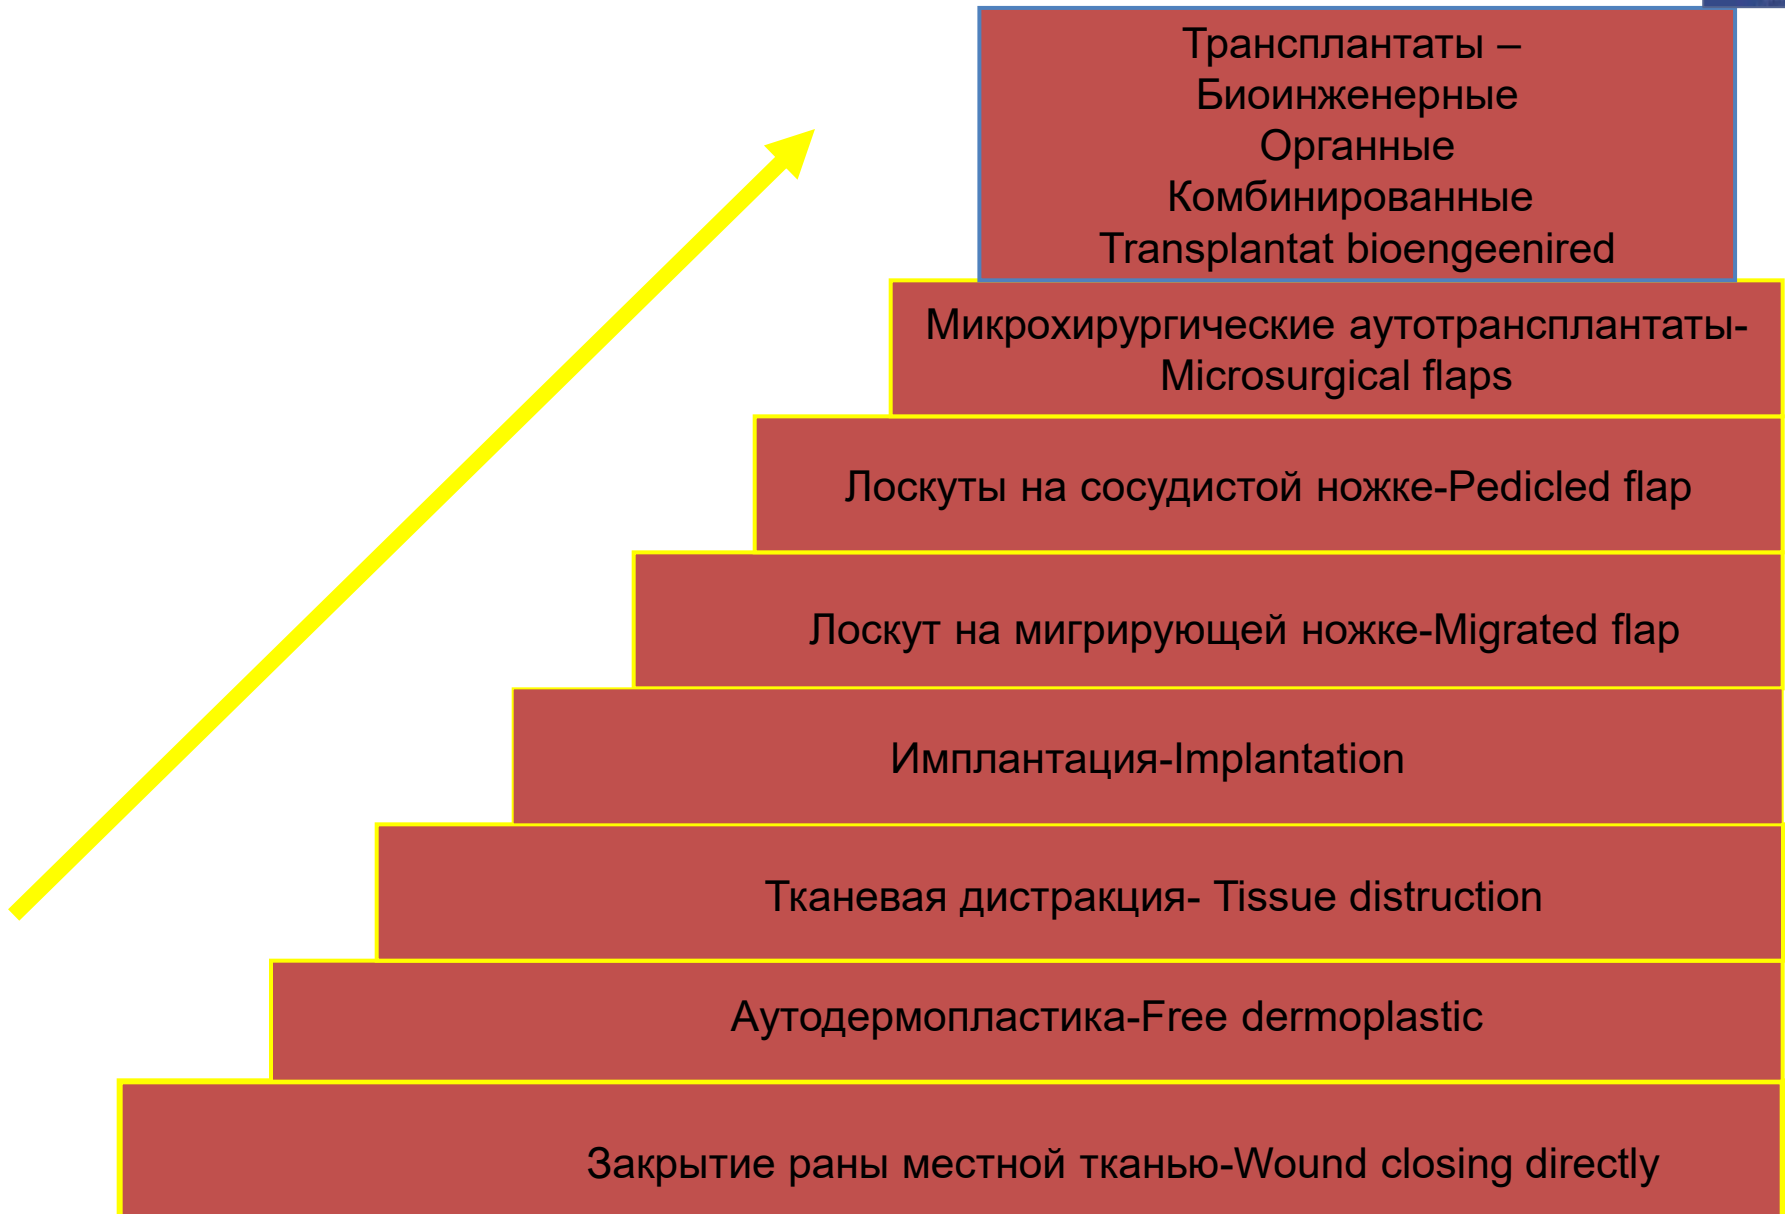 Трансплантаты –
Биоинженерные
Органные
Комбинированные
Transplantat bioengeenired
Микрохирургические аутотрансплантаты-
Microsurgical flaps
Лоскуты на сосудистой ножке-Pedicled flap
Лоскут на мигрирующей ножке-Migrated flap
Имплантация-Implantation
Тканевая дистракция- Tissue distruction
Аутодермопластика-Free dermoplastic
Закрытие раны местной тканью-Wound closing directly